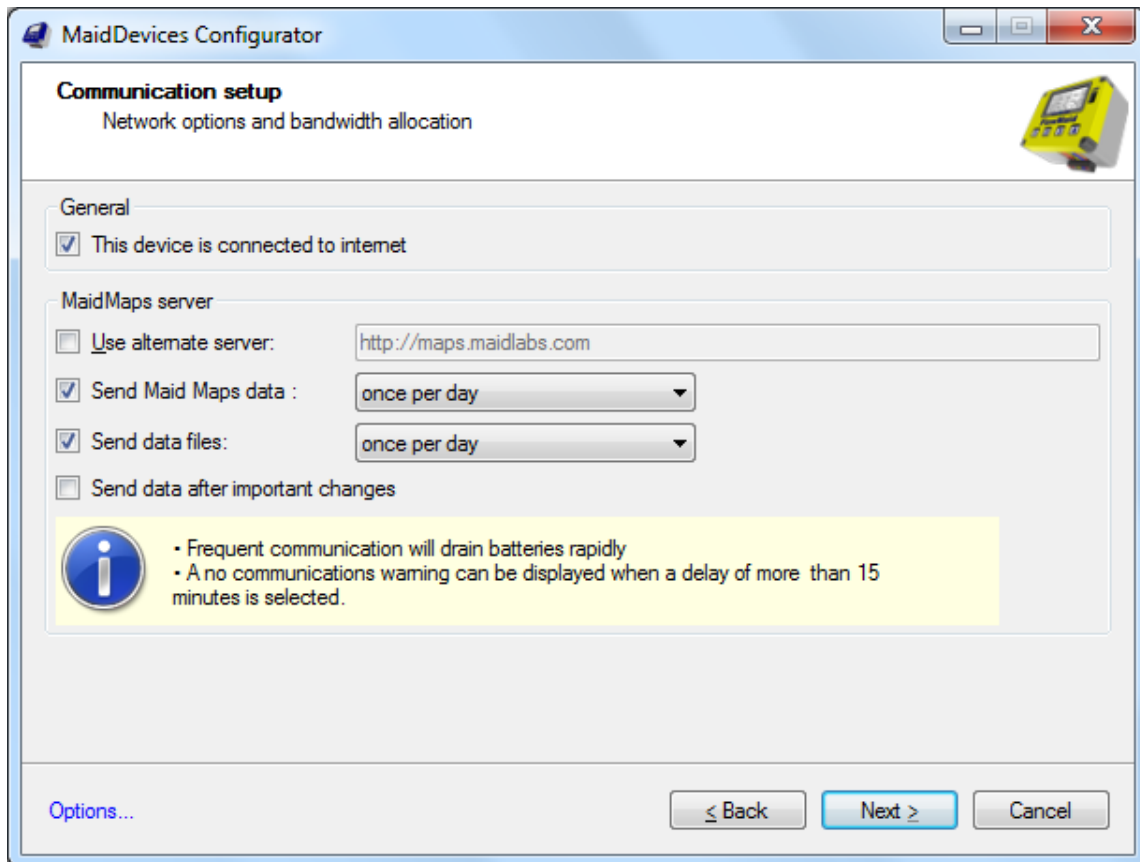 MaidDevices Configurator
Communication setup
Network options and bandwidth allocation
General
This device is connected to internet
MaidMaps server
Use alternate server:
http://maps.maidlabs.com
Send Maid Maps data :
once per day
Send data files:
once per day
Send data after important changes
• Frequent communication will drain batteries rapidly
• A no communications warning can be displayed when a delay of more than 15
minutes is selected.
Options...
< Back
Next >
Cancel